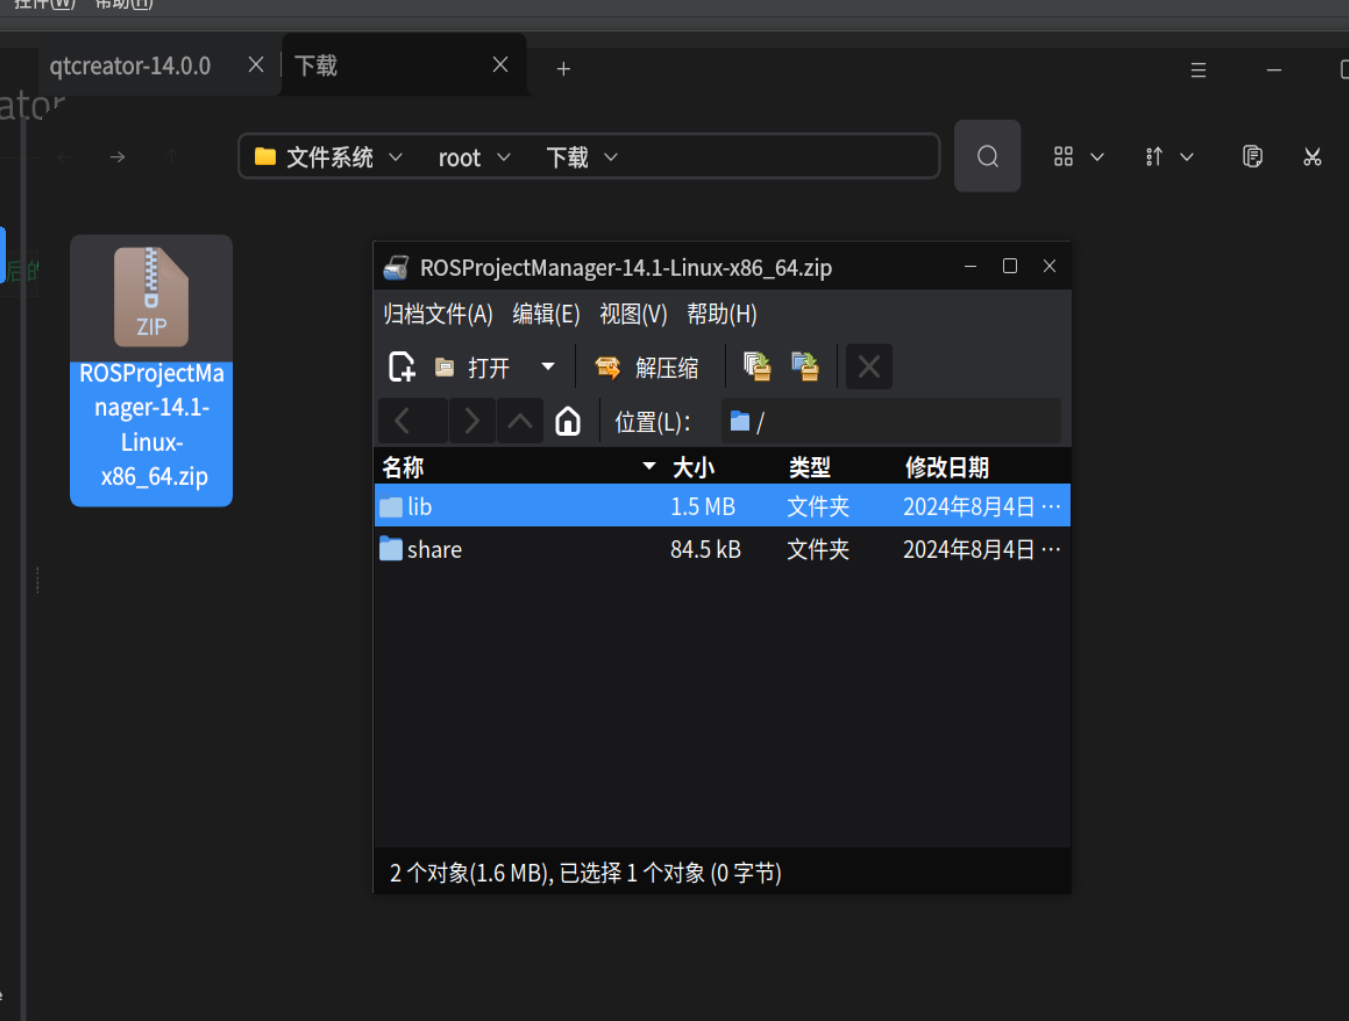 控件(W) 帮助(H)
qtcreator-14.0.0
下载
ator
文件系统
root
下载
后的
ZIP
ROSProjectMa
nager-14.1-
Linux-
x86_64.zip
ROSProjectManager-14.1-Linux-x86_64.zip
归档文件(A) 编辑(E) 视图(V) 帮助(H)
打开
解压缩
位置(L)：
/
名称 大小 类型 修改日期
lib 1.5 MB 文件夹 2024年8月4日 …
share 84.5 kB 文件夹 2024年8月4日 …
2 个对象(1.6 MB), 已选择 1 个对象 (0 字节)